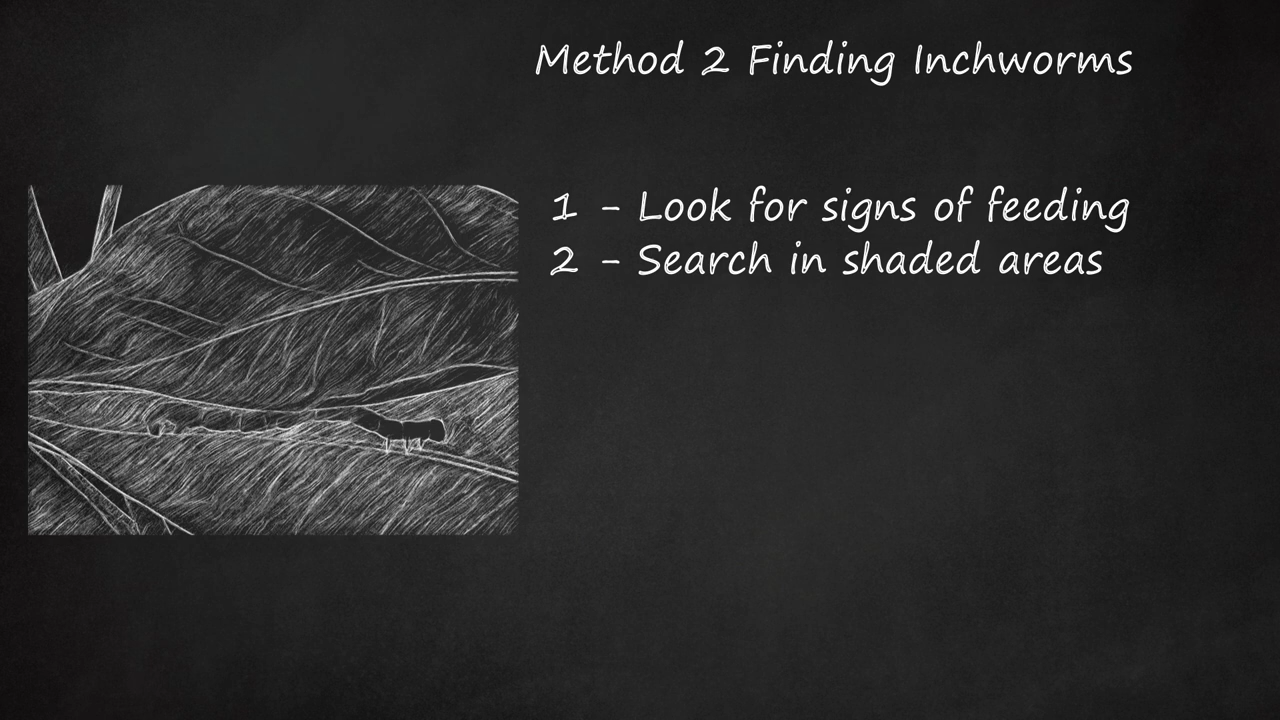 Method 2 Finding Inchworms
1 - Look for signs of feeding
2 - Search in shaded areas